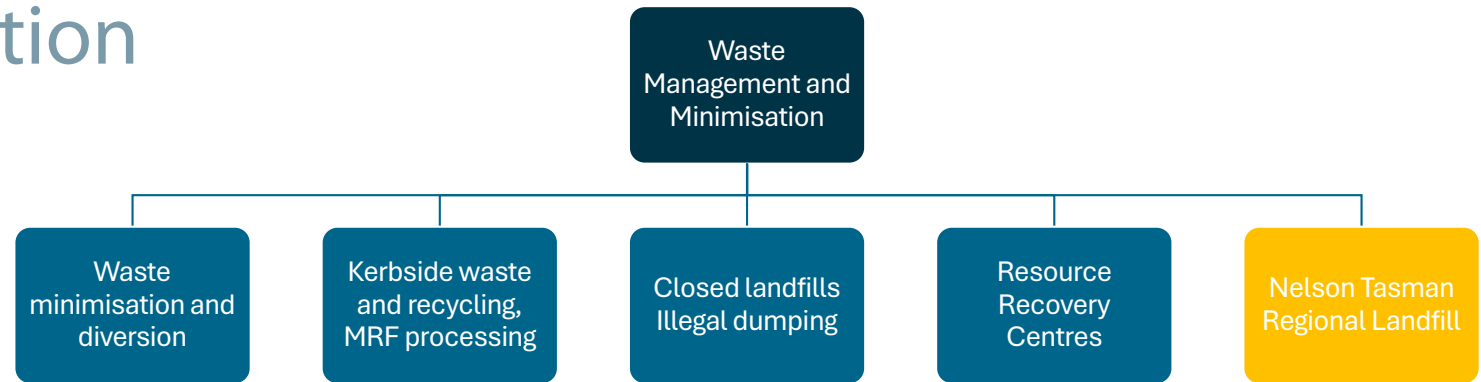 tion
Waste
Management and
Minimisation
Waste
minimisation and
diversion
Kerbside waste
and recycling,
MRF processing
Closed landfills
Illegal dumping
Resource
Recovery
Centres
Nelson Tasman
Regional Landfill